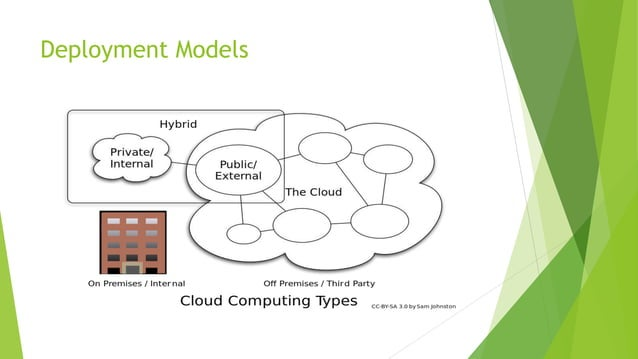 Deployment Models
Hybrid
Private/
Internal
Public/
External
The Cloud
On Premises / Internal
Off Premises / Third Party
Cloud Computing Types
CC-BY-SA 3.0 by Sam Johnston